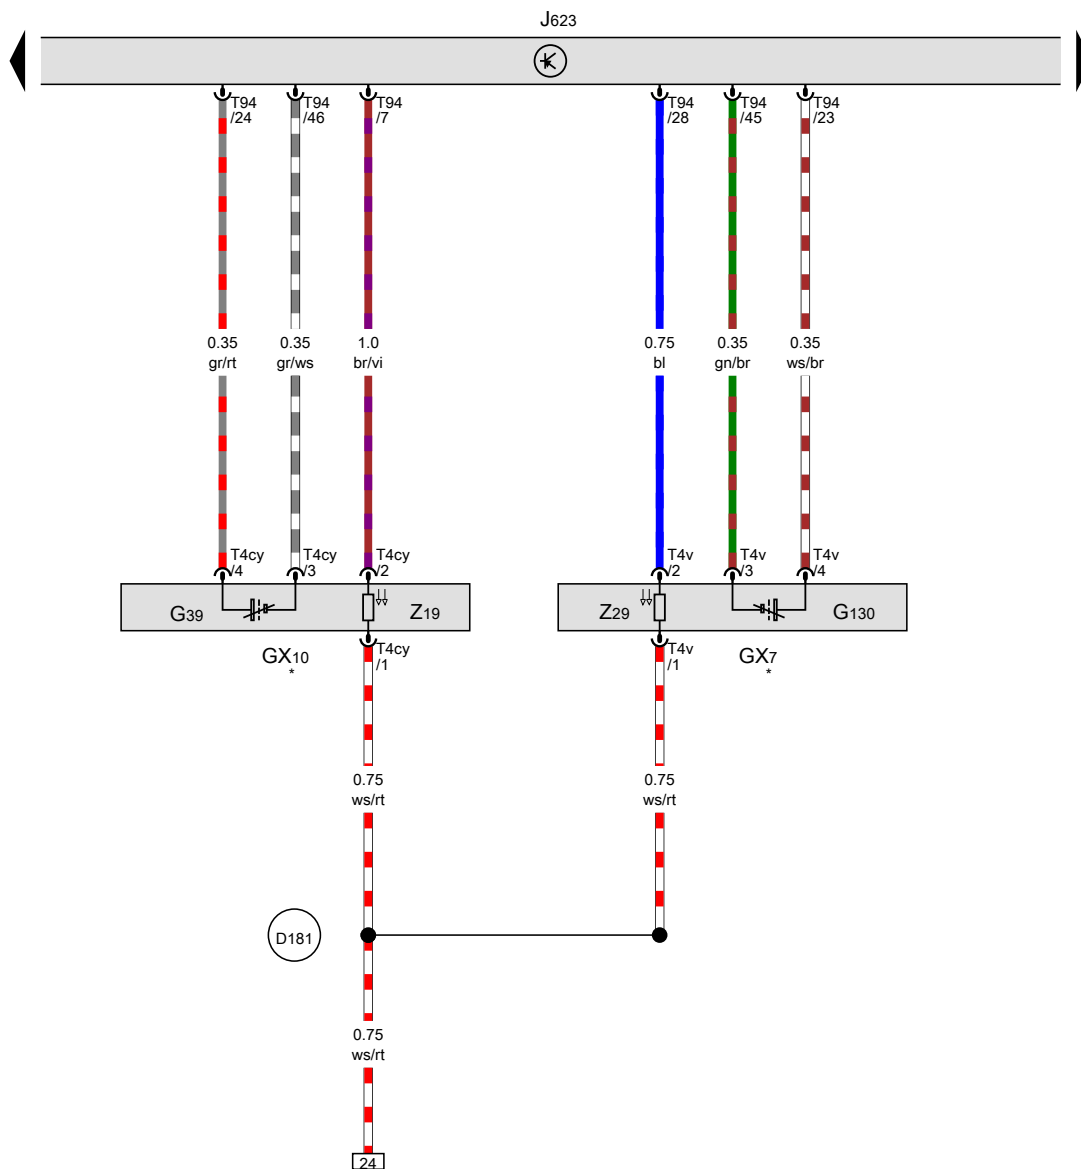 J623
T94 T94 T94 T94 T94 T94
/24 /46 /7 /28 /45 /23
0.35 0.35 1.0 0.75 0.35 0.35
gr/rt gr/ws br/vi bl gn/br ws/br
T4cy T4cy T4cy T4v T4v T4v
/4 /3 /2 /2 /3 /4
G39 Z19 Z29 G130
GX10 T4cy T4v GX7
* /1 /1 *
0.75 0.75
ws/rt ws/rt
D181
0.75
ws/rt
24